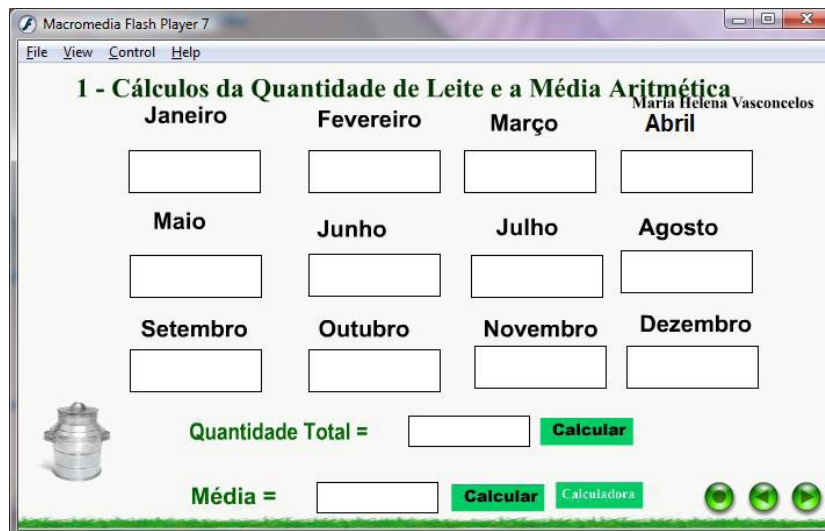 Macromedia Flash Player 7
File View Control Help
1 - Cálculos da Quantidade de Leite e a Média Aritmética
Maria Helena Vasconcelos
Janeiro Fevereiro Março Abril
Maio Junho Julho Agosto
Setembro Outubro Novembro Dezembro
Quantidade Total = Calcular
Média = Calcular Calculadora